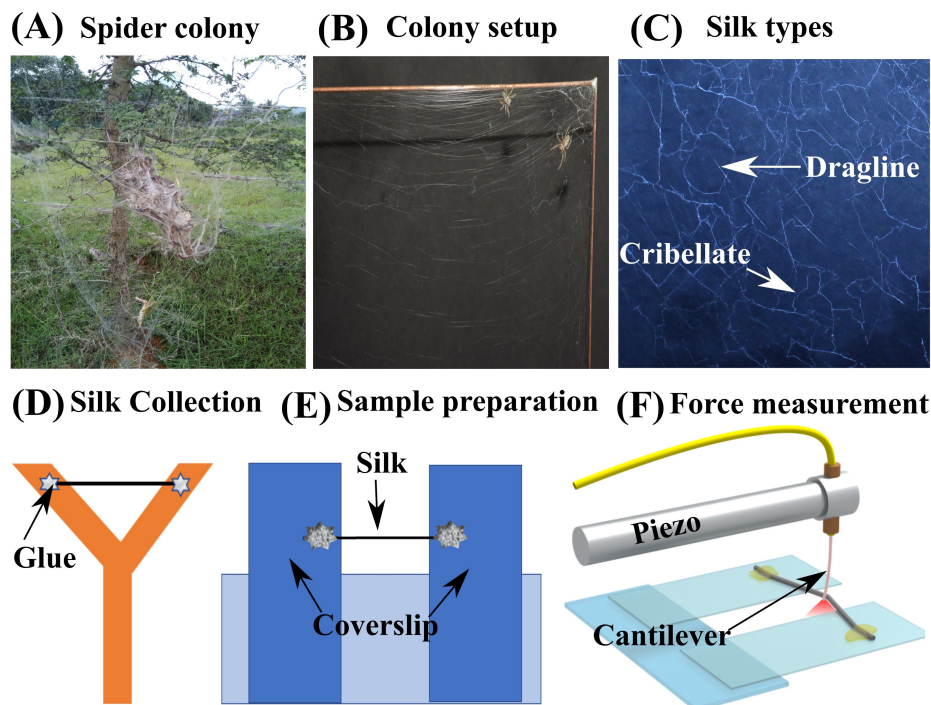 (A) Spider colony
(B) Colony setup
(C) Silk types
Dragline
Cribellate
(D) Silk Collection
(E) Sample preparation
(F) Force measurement
Glue
Silk
Coverslip
Piezo
Cantilever